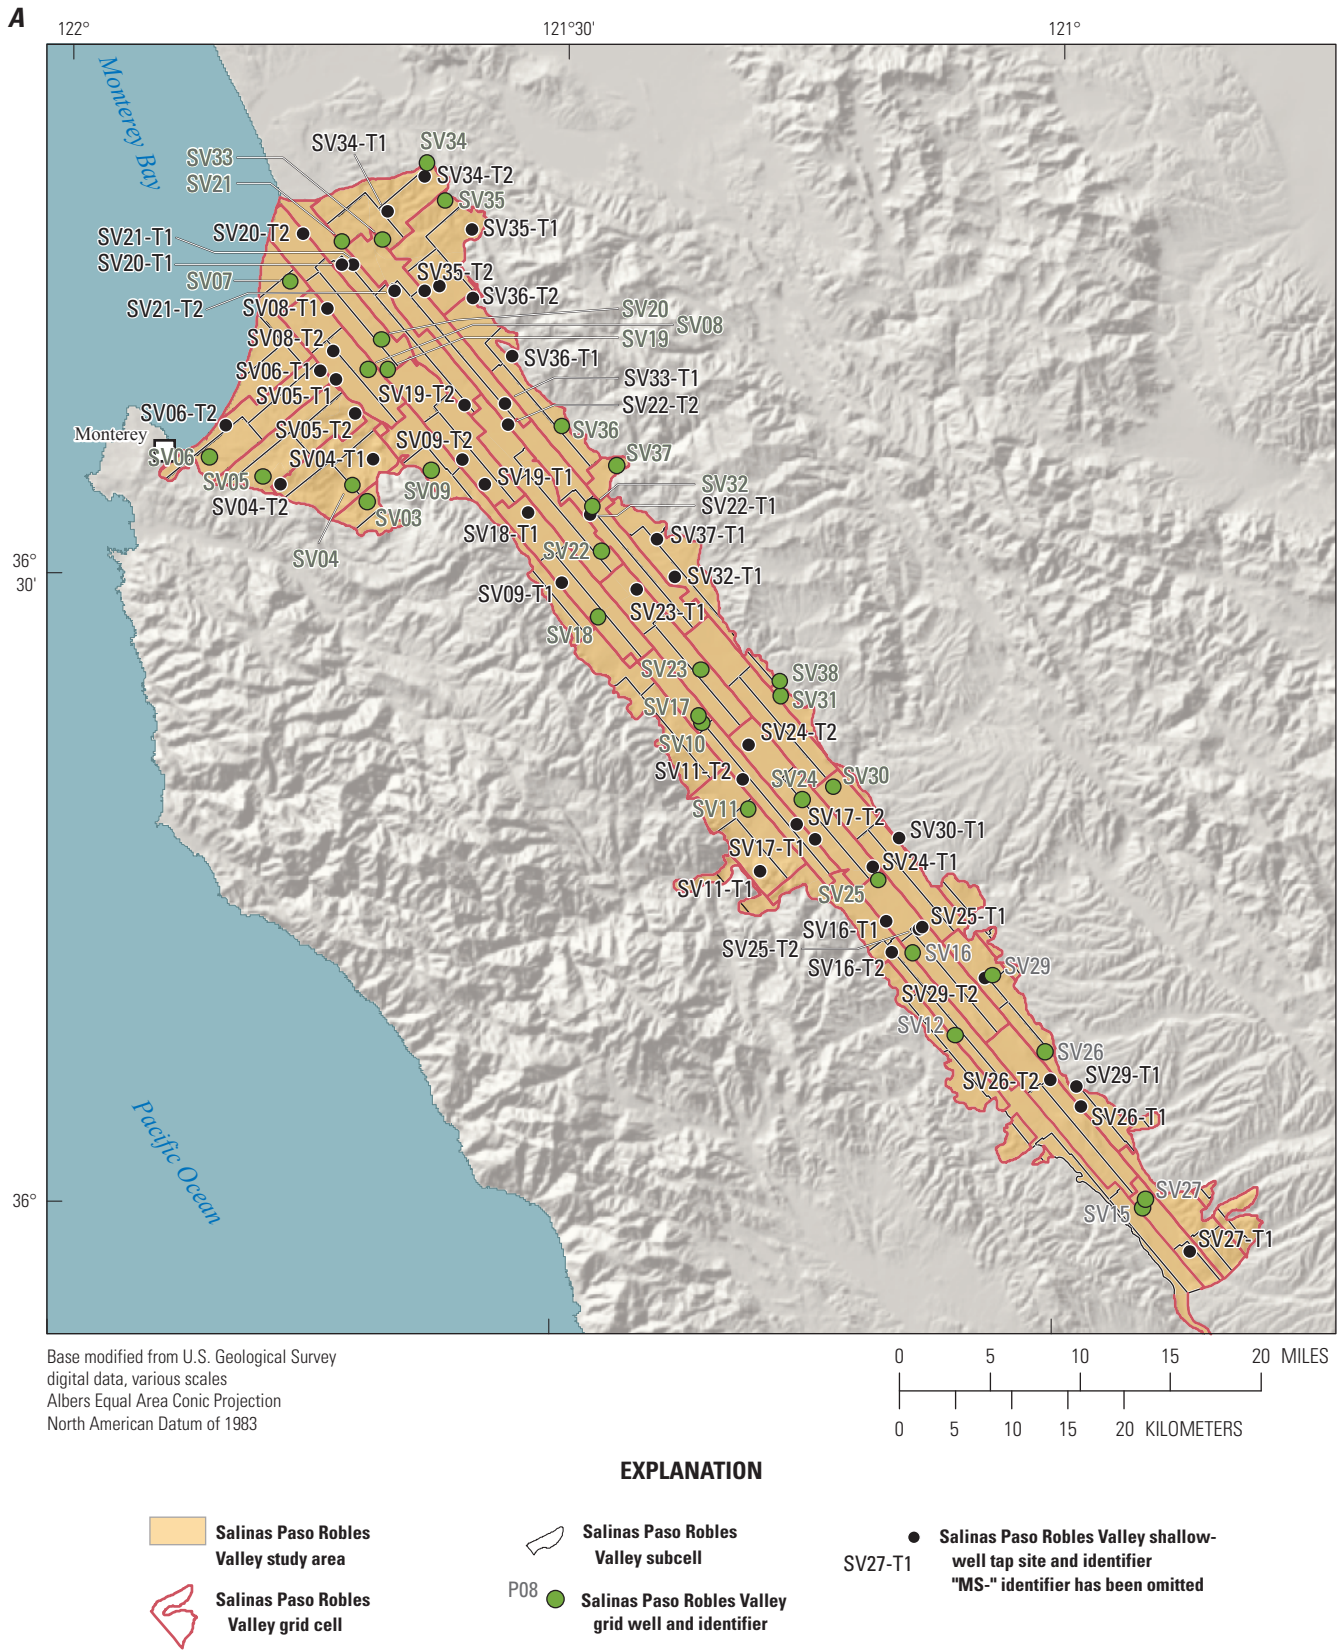 A
122°
121°30'
121°
Monterey Bay
SV34-T1
SV34
SV33
SV34-T2
SV21
SV35
SV20-T2
SV35-T1
SV21-T1
SV20-T1
SV35-T2
SV07
SV36-T2
SV21-T2
SV08-T1
SV20
SV08
SV08-T2
SV19
SV36-T1
SV06-T1
SV33-T1
SV05-T1
SV19-T2
SV22-T2
SV06-T2
SV05-T2
SV36
Monterey
SV09-T2
SV06
SV04-T1
SV37
SV05
SV09
SV19-T1
SV32
SV04-T2
SV22-T1
SV03
SV18-T1
SV37-T1
SV04
SV22
36°
30'
SV32-T1
SV09-T1
SV23-T1
SV18
SV23
SV38
SV31
SV17
SV24-T2
SV10
SV11-T2
SV24
SV30
SV11
SV17-T2
SV30-T1
SV17-T1
SV24-T1
SV11-T1
SV25
SV25-T1
SV16-T1
SV25-T2
SV16
SV16-T2
SV29
SV29-T2
SV12
SV26
SV26-T2
SV29-T1
SV26-T1
Pacific Ocean
36°
SV27
SV15
SV27-T1
Base modified from U.S. Geological Survey
digital data, various scales
Albers Equal Area Conic Projection
North American Datum of 1983
0 5 10 15 20 MILES
0 5 10 15 20 KILOMETERS
EXPLANATION
Salinas Paso Robles
Valley study area
Salinas Paso Robles
Valley grid cell
Salinas Paso Robles
Valley subcell
P08
Salinas Paso Robles Valley
grid well and identifier
SV27-T1
Salinas Paso Robles Valley shallow-
well tap site and identifier
"MS-" identifier has been omitted